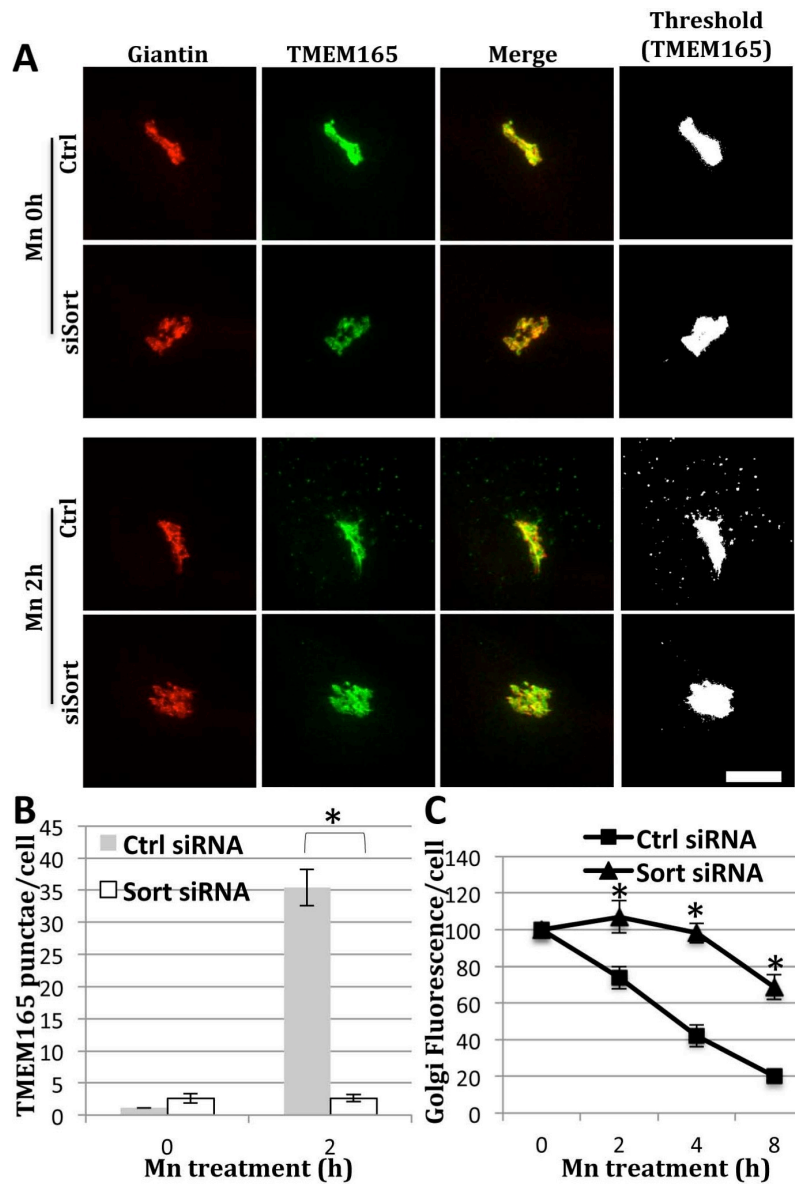 A
Giantin
TMEM165
Merge
Threshold
(TMEM165)
Mn 0h
Ctrl
siSort
Mn 2h
Ctrl
siSort
B
TMEM165 punctae/cell
45
40
35
30
25
20
15
10
5
0
Ctrl siRNA
Sort siRNA
*
0
2
Mn treatment (h)
C
Golgi Fluorescence/cell
140
120
100
80
60
40
20
0
Ctrl siRNA
Sort siRNA
*
*
*
0
2
4
8
Mn treatment (h)